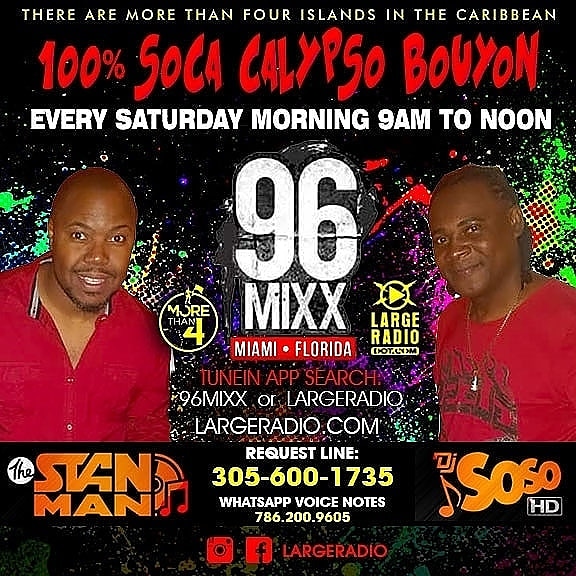 THERE ARE MORE THAN FOUR ISLANDS IN THE CARIBBEAN
100% SOCA CALYPSO BOUYON
EVERY SATURDAY MORNING 9AM TO NOON
96
MIXX
MIAMI • FLORIDA
MORE
THAN
4
LARGE
RADIO
DOT.COM
TUNEIN APP SEARCH:
96MIXX or LARGERADIO
LARGERADIO.COM
The
STAN
MAN
REQUEST LINE:
305-600-1735
WHATSAPP VOICE NOTES
786.200.9605
Dj
SOSO
HD
LARGERADIO